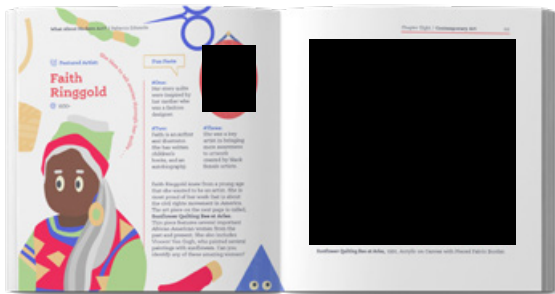 What About Modern Art? / Rebecca Edwards
Featured Artist:
Faith
Ringgold
Fun Facts
#One:
Her story quilts
were inspired by
her mother who
was a fashion
designer.
#Two:
Faith is an author
and illustrator.
She has written
children's
books, and an
autobiography.
#Three:
She was a key
artist in bringing
more awareness
to artwork
created by black
female artists.
Faith Ringgold knew from a young age
that she wanted to be an artist. She is
most proud of her work that is about
the civil rights movement in America.
The art piece on the next page is called,
Sunflower Quilting Bee at Arles.
This piece features several important
African American women from the
past and present. She also includes
Vincent Van Gogh, who painted several
paintings with sunflowers. Can you
identify any of these amazing women?
Chapter Eight / Contemporary Art
Sunflower Quilting Bee at Arles, 1991, Acrylic on Canvas with Pieced Fabric Border.